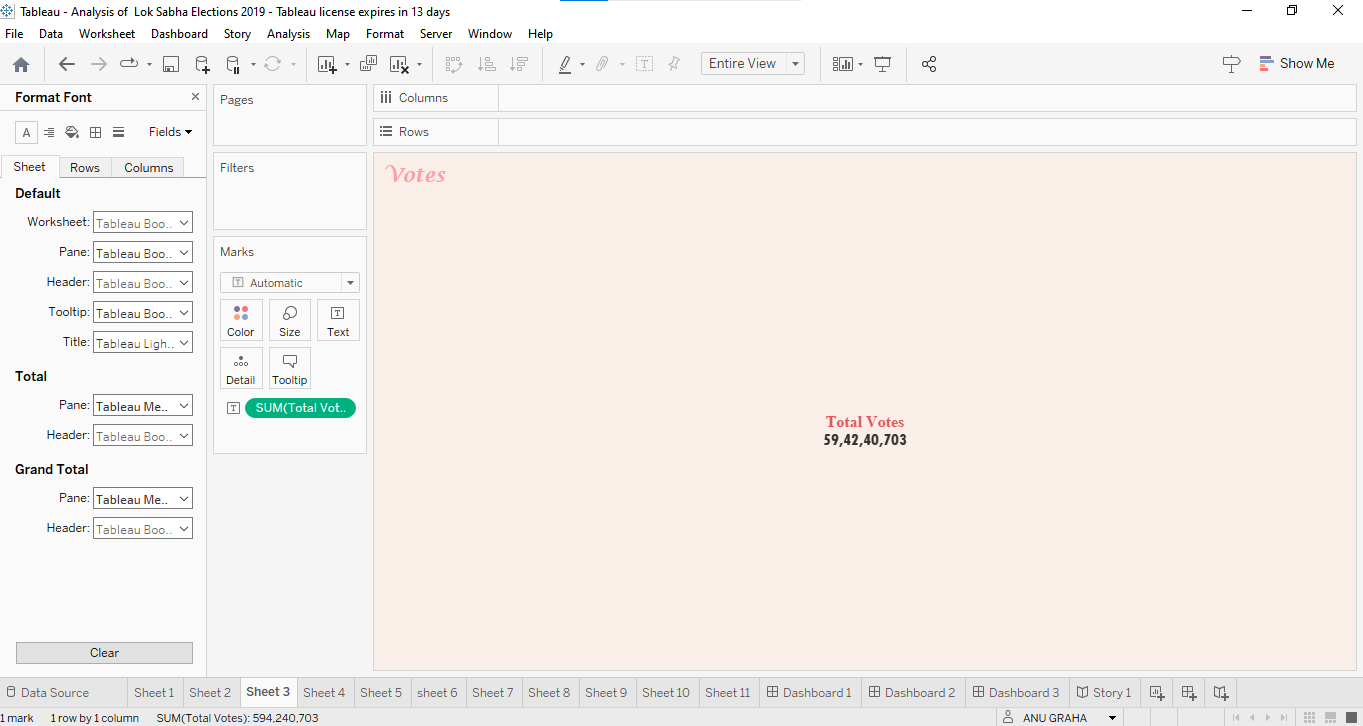 Tableau - Analysis of  Lok Sabha Elections 2019 - Tableau license expires in 13 days
File Data Worksheet Dashboard Story Analysis Map Format Server Window Help
Entire View
Show Me
Format Font
A Fields
Sheet Rows Columns
Default
Worksheet: Tableau Boo..
Pane: Tableau Boo..
Header: Tableau Boo..
Tooltip: Tableau Boo..
Title: Tableau Ligh..
Total
Pane: Tableau Me..
Header: Tableau Boo..
Grand Total
Pane: Tableau Me..
Header: Tableau Boo..
Clear
Pages
Filters
Marks
T Automatic
Color Size Text
Detail Tooltip
T SUM(Total Vot..
Columns
Rows
Votes
Total Votes
59,42,40,703
Data Source Sheet 1 Sheet 2 Sheet 3 Sheet 4 Sheet 5 sheet 6 Sheet 7 Sheet 8 Sheet 9 Sheet 10 Sheet 11 Dashboard 1 Dashboard 2 Dashboard 3 Story 1
1 mark 1 row by 1 column SUM(Total Votes): 594,240,703 ANU GRAHA